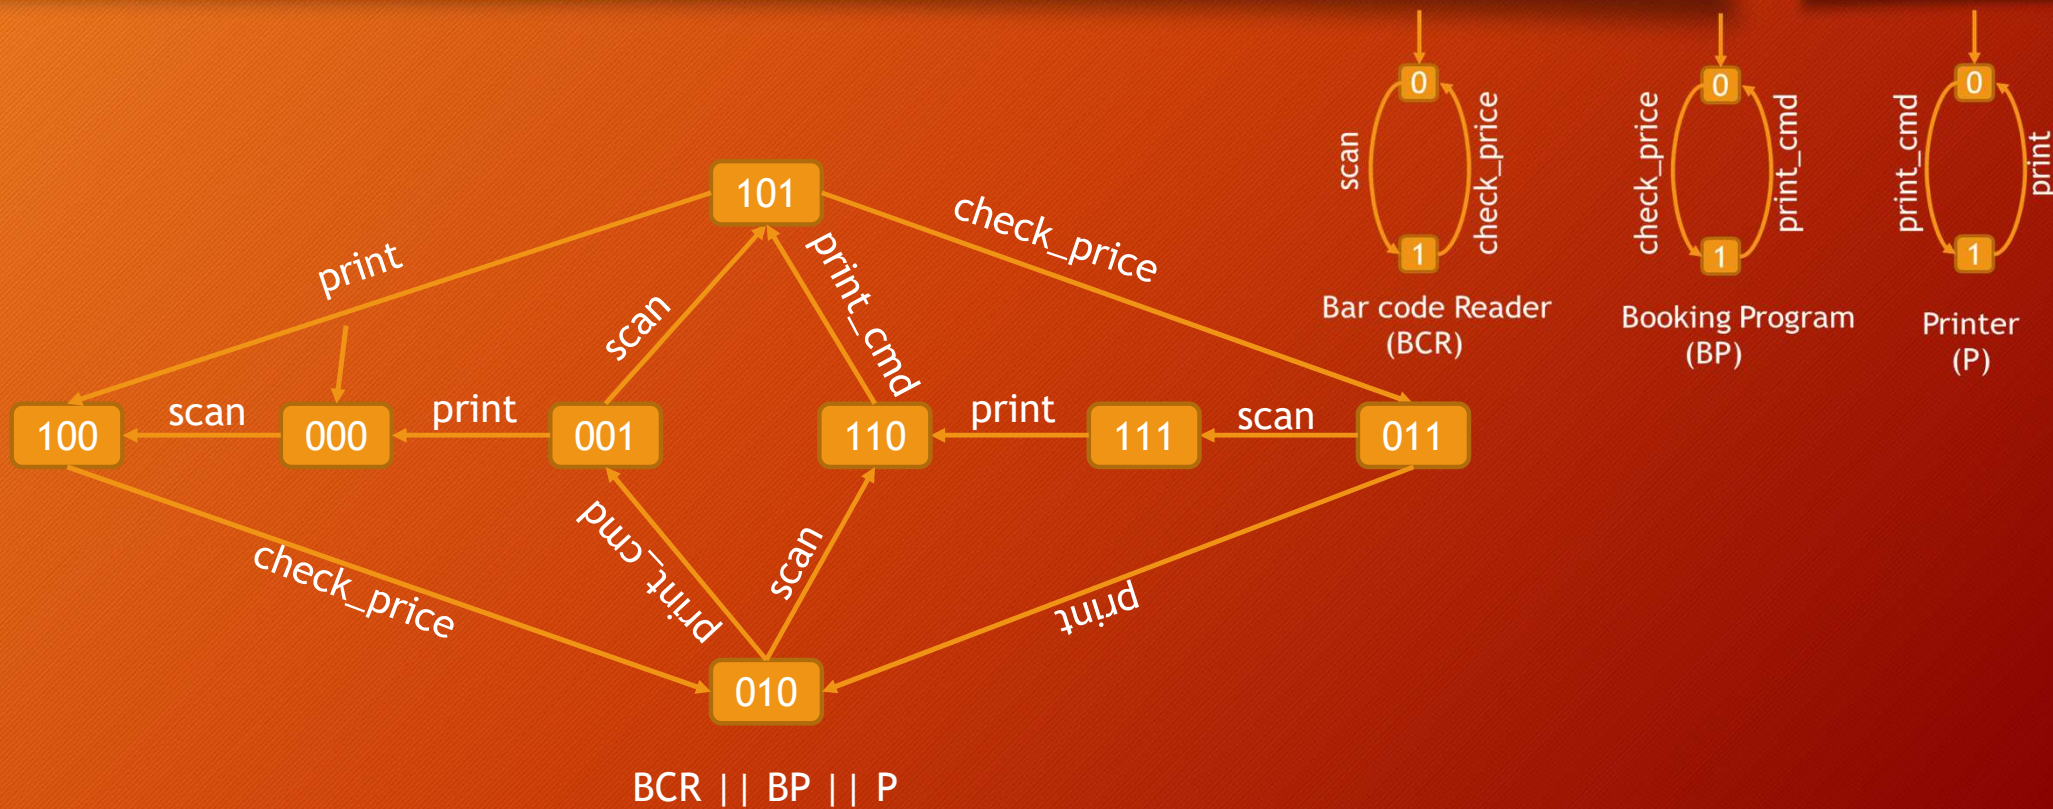 0
0
0
scan
check_price
check_price
print_cmd
print_cmd
print
1
1
1
Bar code Reader
(BCR)
Booking Program
(BP)
Printer
(P)
101
print
scan
print_cmd
check_price
100
scan
000
print
001
110
print
111
scan
011
check_price
print_cmd
scan
print
010
BCR || BP || P